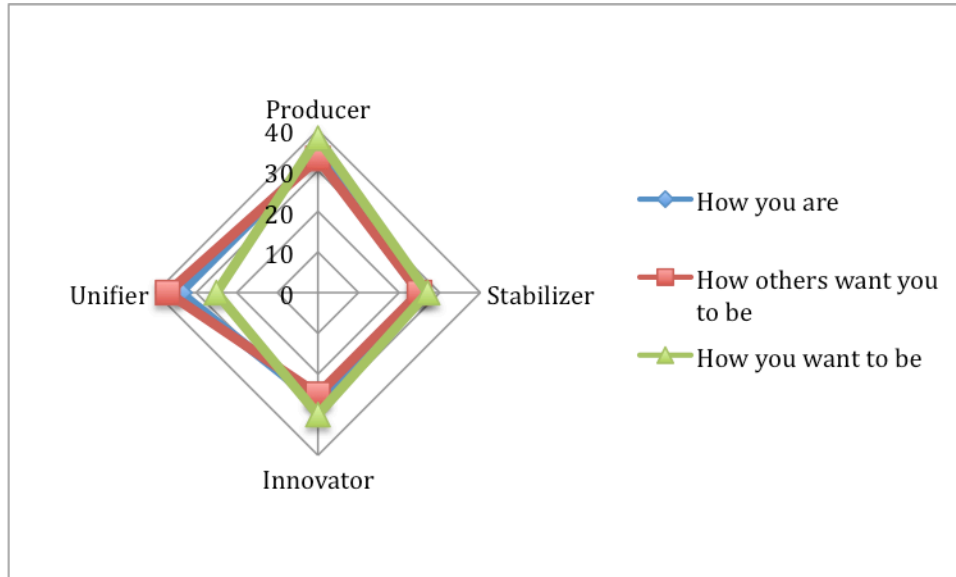 Producer
40
30
20
10
0
Unifier
Stabilizer
Innovator
How you are
How others want you
to be
How you want to be